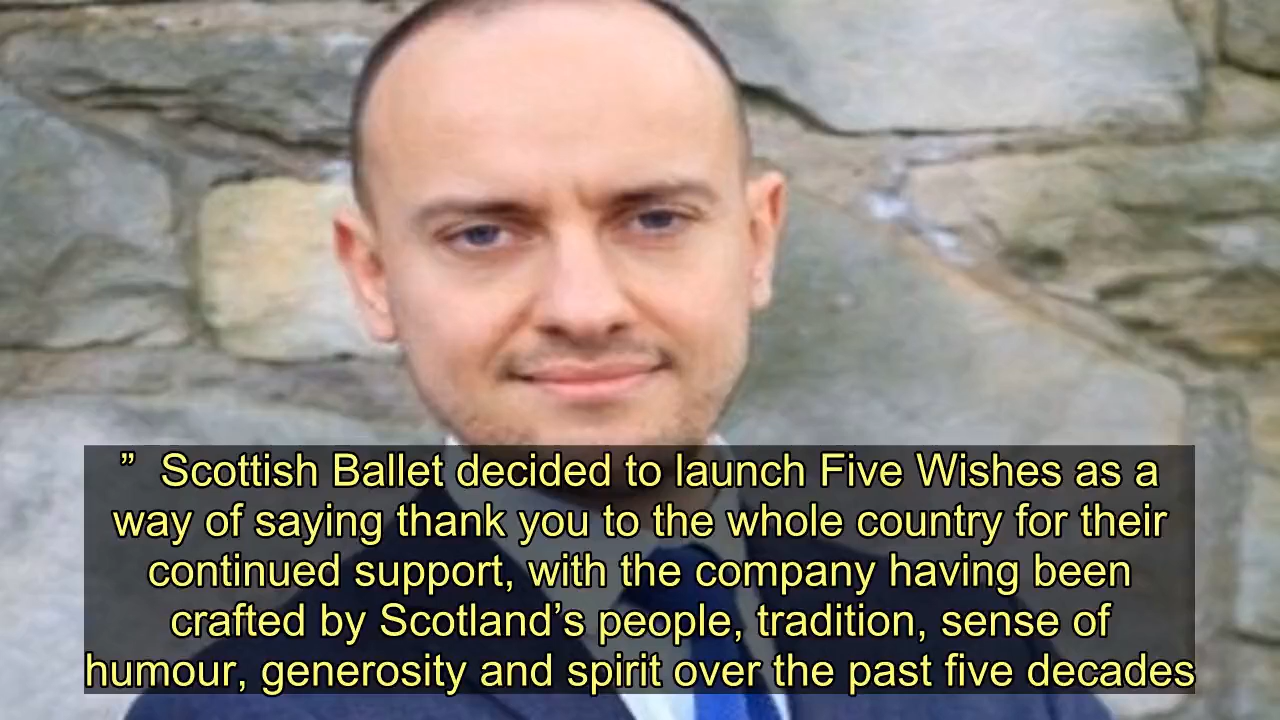 ”  Scottish Ballet decided to launch Five Wishes as a
way of saying thank you to the whole country for their
continued support, with the company having been
crafted by Scotland’s people, tradition, sense of
humour, generosity and spirit over the past five decades